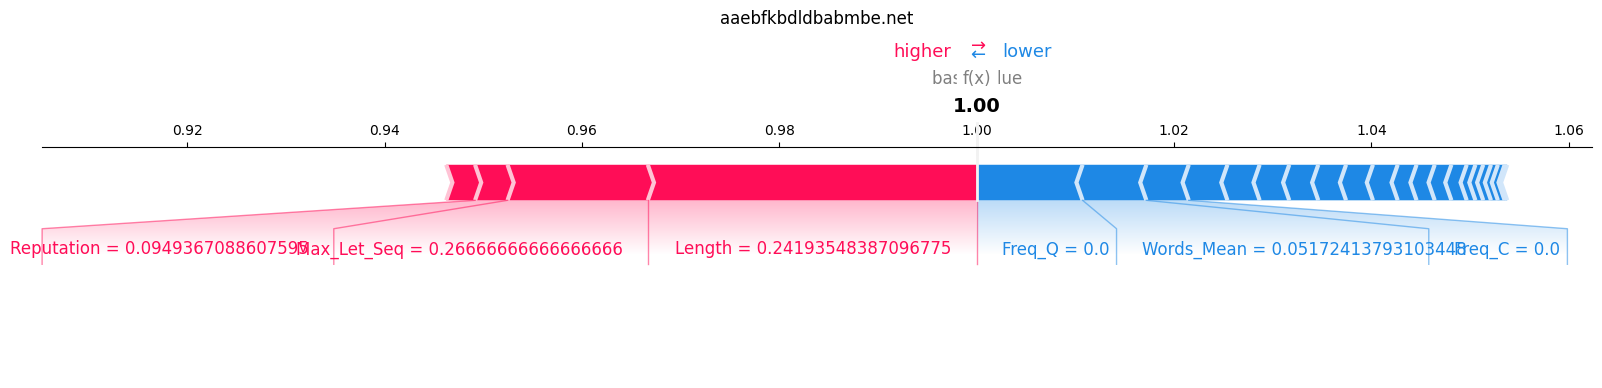 aaebfkbdldbabmbe.net
higher → ← lower
bas f(x) lue
1.00
0.92 0.94 0.96 0.98 1.00 1.02 1.04 1.06
Reputation = 0.0949367088607595 Max_Let_Seq = 0.26666666666666666 Length = 0.24193548387096775 Freq_Q = 0.0 Words_Mean = 0.05172413793103448 Freq_C = 0.0